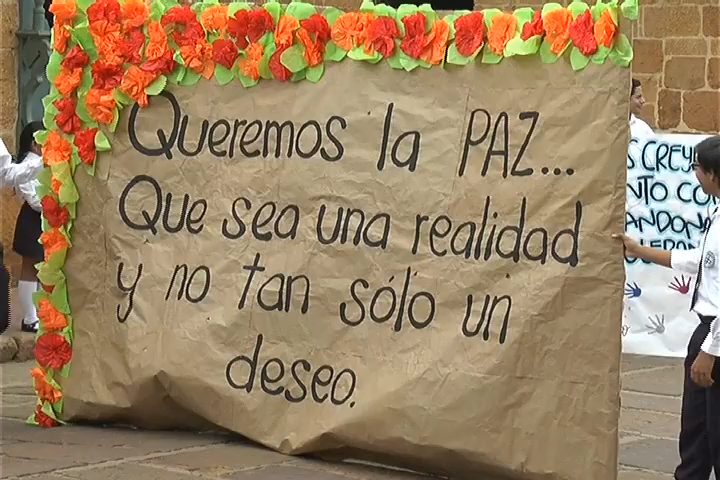 Queremos la PAZ...
Que sea una realidad
y no tan sólo un
deseo.